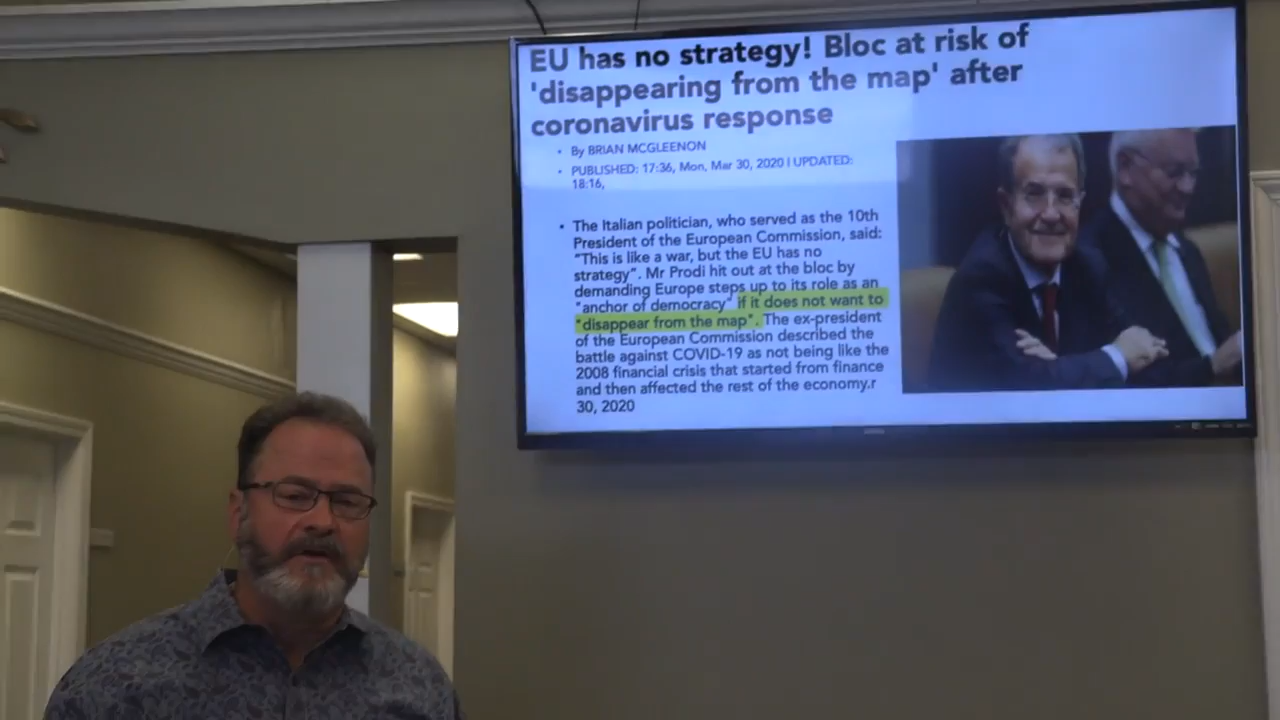 EU has no strategy! Bloc at risk of
'disappearing from the map' after
coronavirus response
• By BRIAN MCGLEENON
• PUBLISHED: 17:36, Mon, Mar 30, 2020 | UPDATED:
18:16,
• The Italian politician, who served as the 10th
President of the European Commission, said:
"This is like a war, but the EU has no
strategy". Mr Prodi hit out at the bloc by
demanding Europe steps up to its role as an
"anchor of democracy" if it does not want to
"disappear from the map". The ex-president
of the European Commission described the
battle against COVID-19 as not being like the
2008 financial crisis that started from finance
and then affected the rest of the economy.r
30, 2020